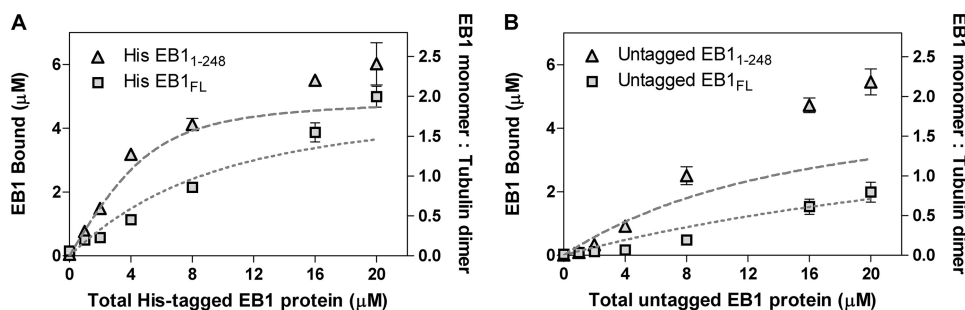 A
His EB1₁₋₂₄₈
His EB1FL
EB1 Bound (μM)
6
4
2
0
0 4 8 12 16 20
Total His-tagged EB1 protein (μM)
2.5
2.0
1.5
1.0
0.5
0.0
EB1 monomer : Tubulin dimer
B
Untagged EB1₁₋₂₄₈
Untagged EB1FL
EB1 Bound (μM)
6
4
2
0
0 4 8 12 16 20
Total untagged EB1 protein (μM)
2.5
2.0
1.5
1.0
0.5
0.0
EB1 monomer : Tubulin dimer